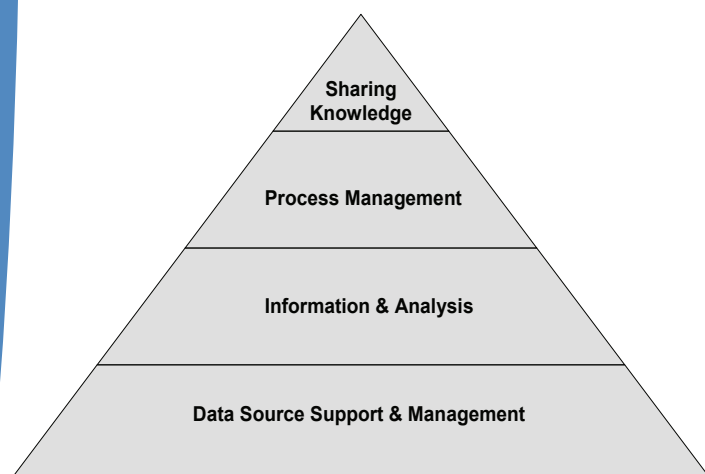 Sharing
Knowledge
Process Management
Information & Analysis
Data Source Support & Management